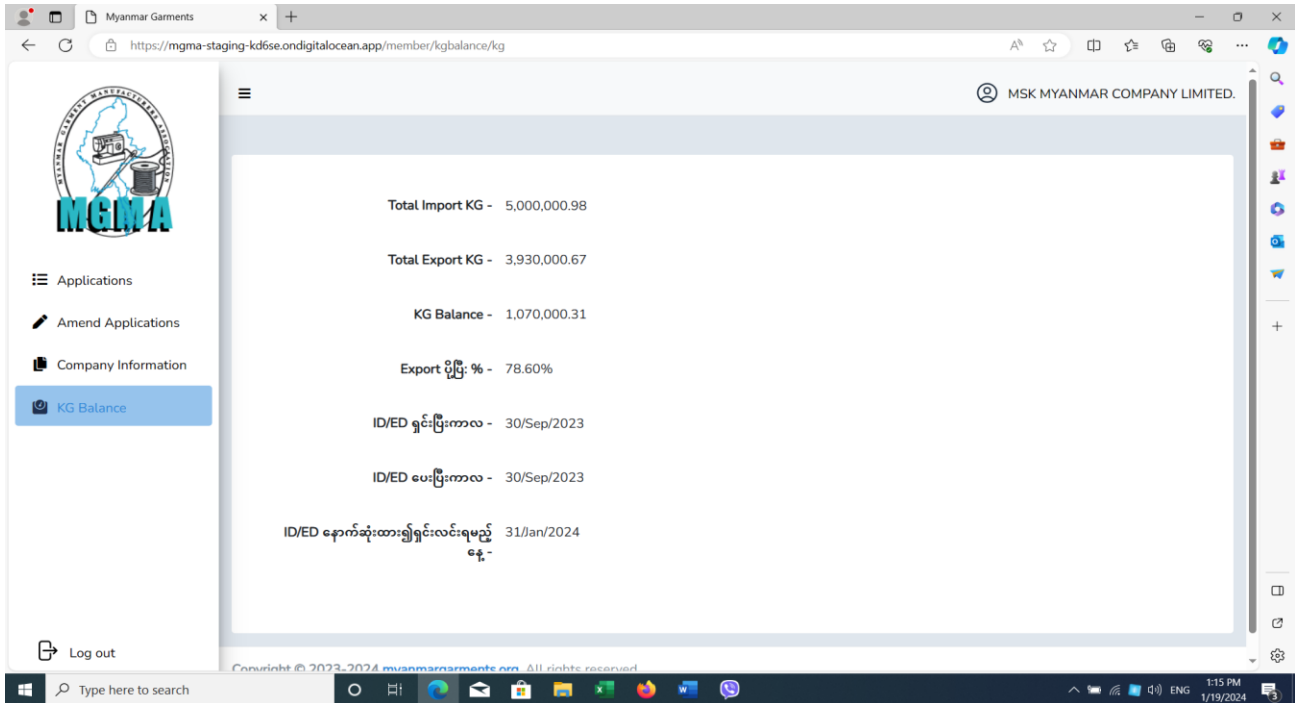 Myanmar Garments
https://mgma-staging-kd6se.ondigitalocean.app/member/kgbalance/kg
MYANMAR GARMENT MANUFACTURERS ASSOCIATION
MGMA
MSK MYANMAR COMPANY LIMITED.
Applications
Amend Applications
Company Information
KG Balance
Log out
Total Import KG - 5,000,000.98
Total Export KG - 3,930,000.67
KG Balance - 1,070,000.31
Export ပို့ပြီး % - 78.60%
ID/ED ရှင်းပြီးကာလ - 30/Sep/2023
ID/ED ပေးပြီးကာလ - 30/Sep/2023
ID/ED နောက်ဆုံးထား၍ရှင်းလင်းရမည့် 31/Jan/2024
နေ့ -
Copyright © 2023-2024 myanmargarments.org. All rights reserved
Type here to search
ENG
1:15 PM
1/19/2024
3